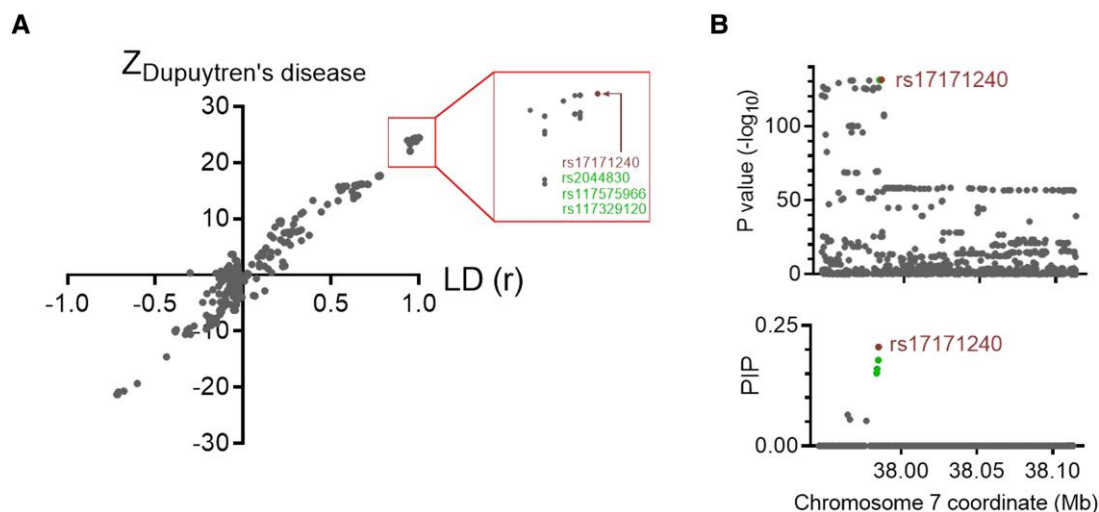 A
Z Dupuytren's disease
30
20
10
0
-10
-20
-30
-1.0 -0.5 0.5 1.0
LD (r)
rs17171240
rs2044830
rs117575966
rs117329120
B
P value (-log10)
100
50
0
rs17171240
PIP
0.25
0.00
rs17171240
38.00 38.05 38.10
Chromosome 7 coordinate (Mb)